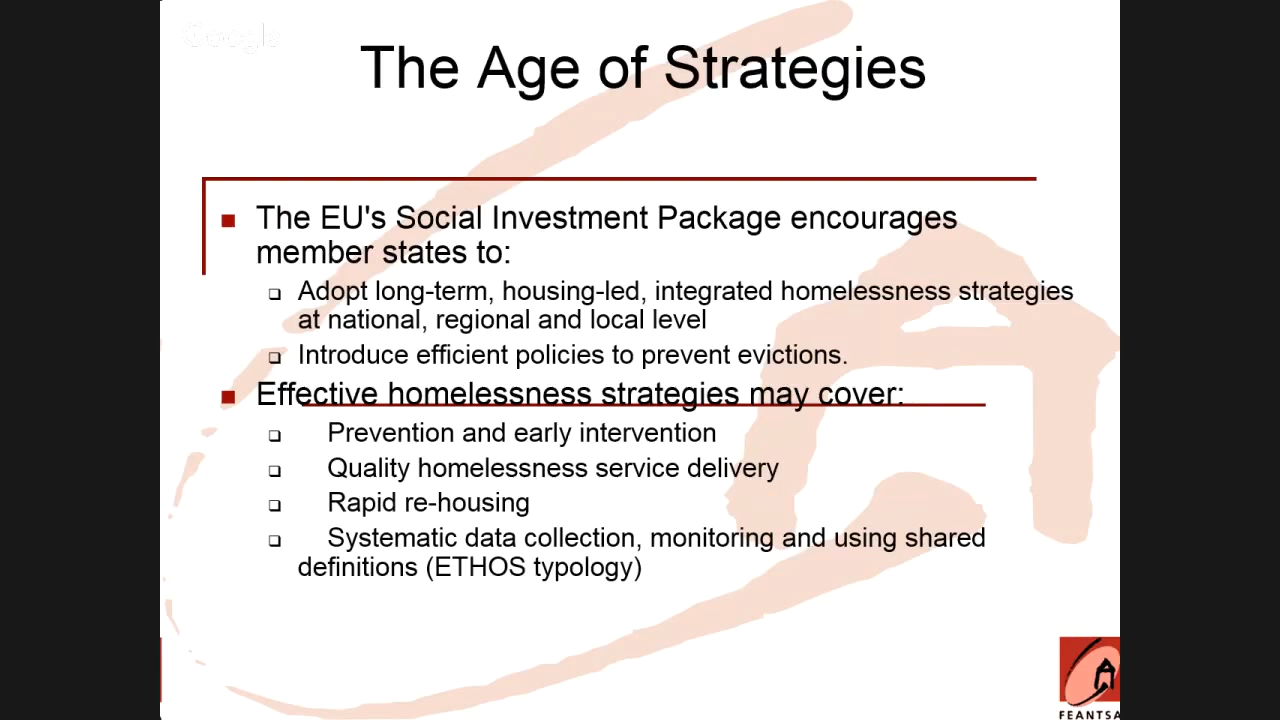 Google
The Age of Strategies
■ The EU's Social Investment Package encourages
member states to:
❑ Adopt long-term, housing-led, integrated homelessness strategies
at national, regional and local level
❑ Introduce efficient policies to prevent evictions.
■ Effective homelessness strategies may cover:
❑ Prevention and early intervention
❑ Quality homelessness service delivery
❑ Rapid re-housing
❑ Systematic data collection, monitoring and using shared
definitions (ETHOS typology)
FEANTSA